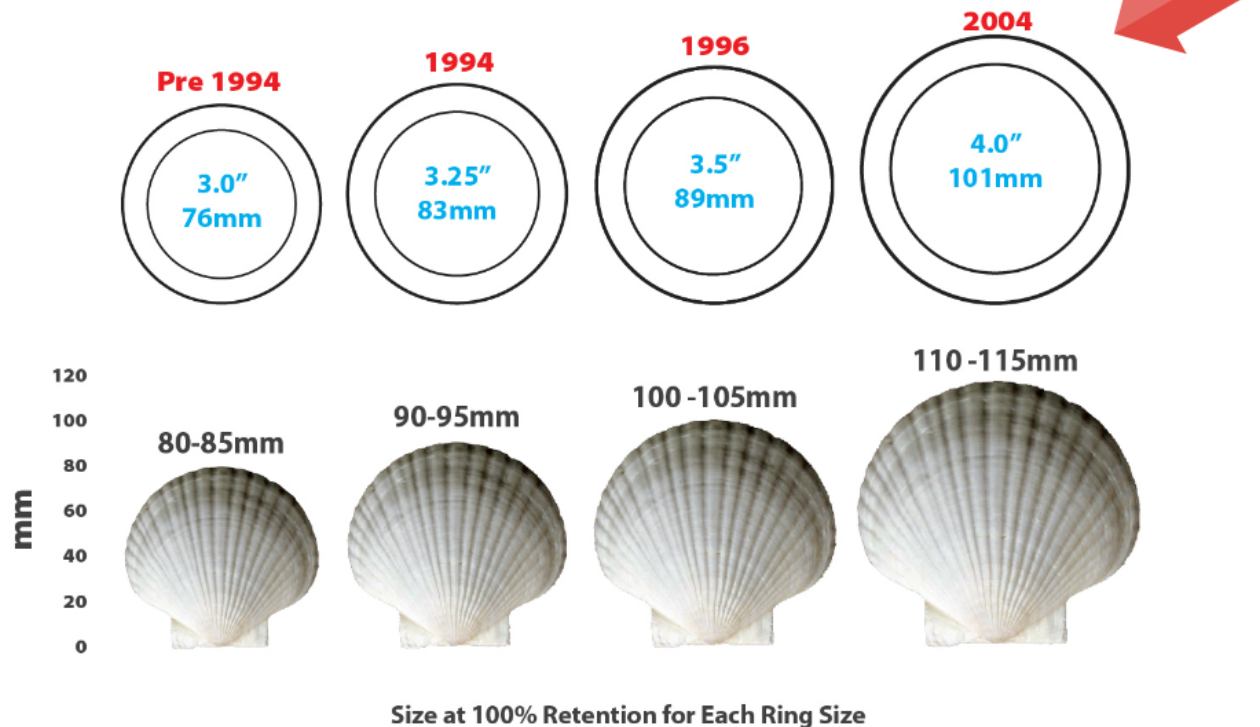 Pre 1994
1994
1996
2004
3.0”
76mm
3.25”
83mm
3.5”
89mm
4.0”
101mm
80-85mm
90-95mm
100 -105mm
110 -115mm
mm
120
100
80
60
40
20
0
Size at 100% Retention for Each Ring Size